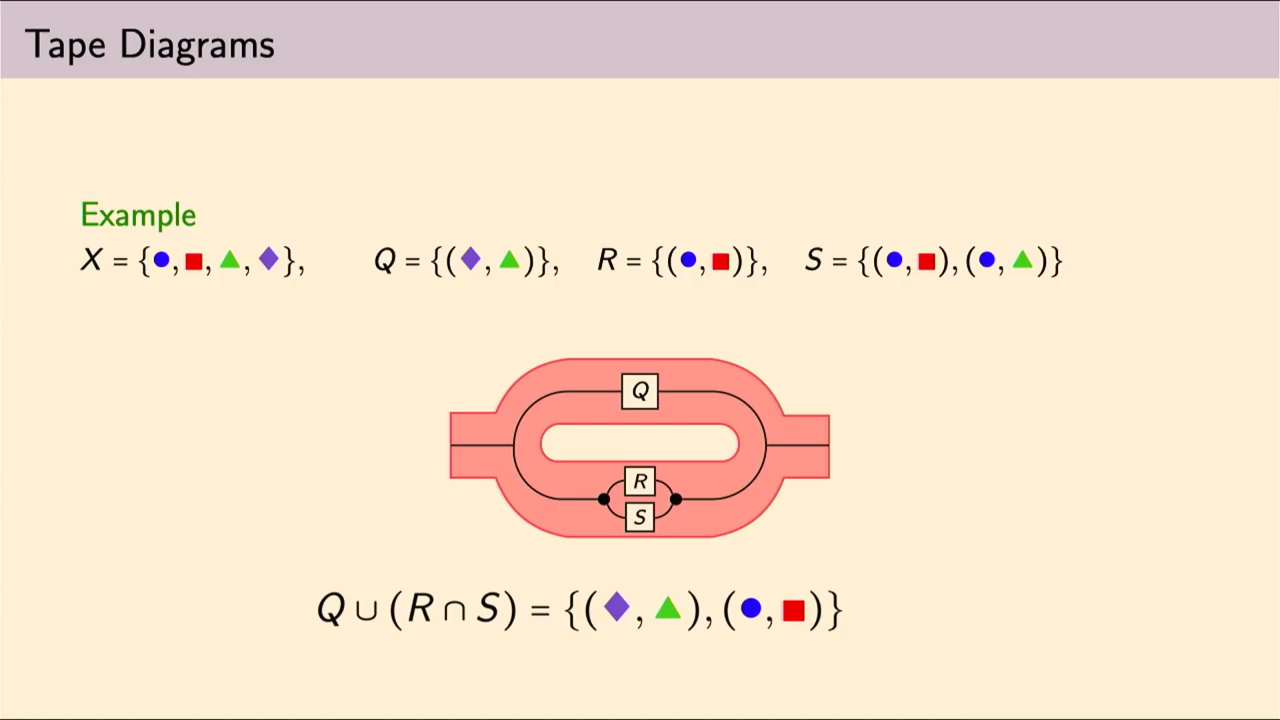 Tape Diagrams
Example
X = {●, ■, ▲, ◆}, Q = {(◆, ▲)}, R = {(●, ■)}, S = {(●, ■), (●, ▲)}
Q
R
S
Q ∪ (R ∩ S) = {(◆, ▲), (●, ■)}